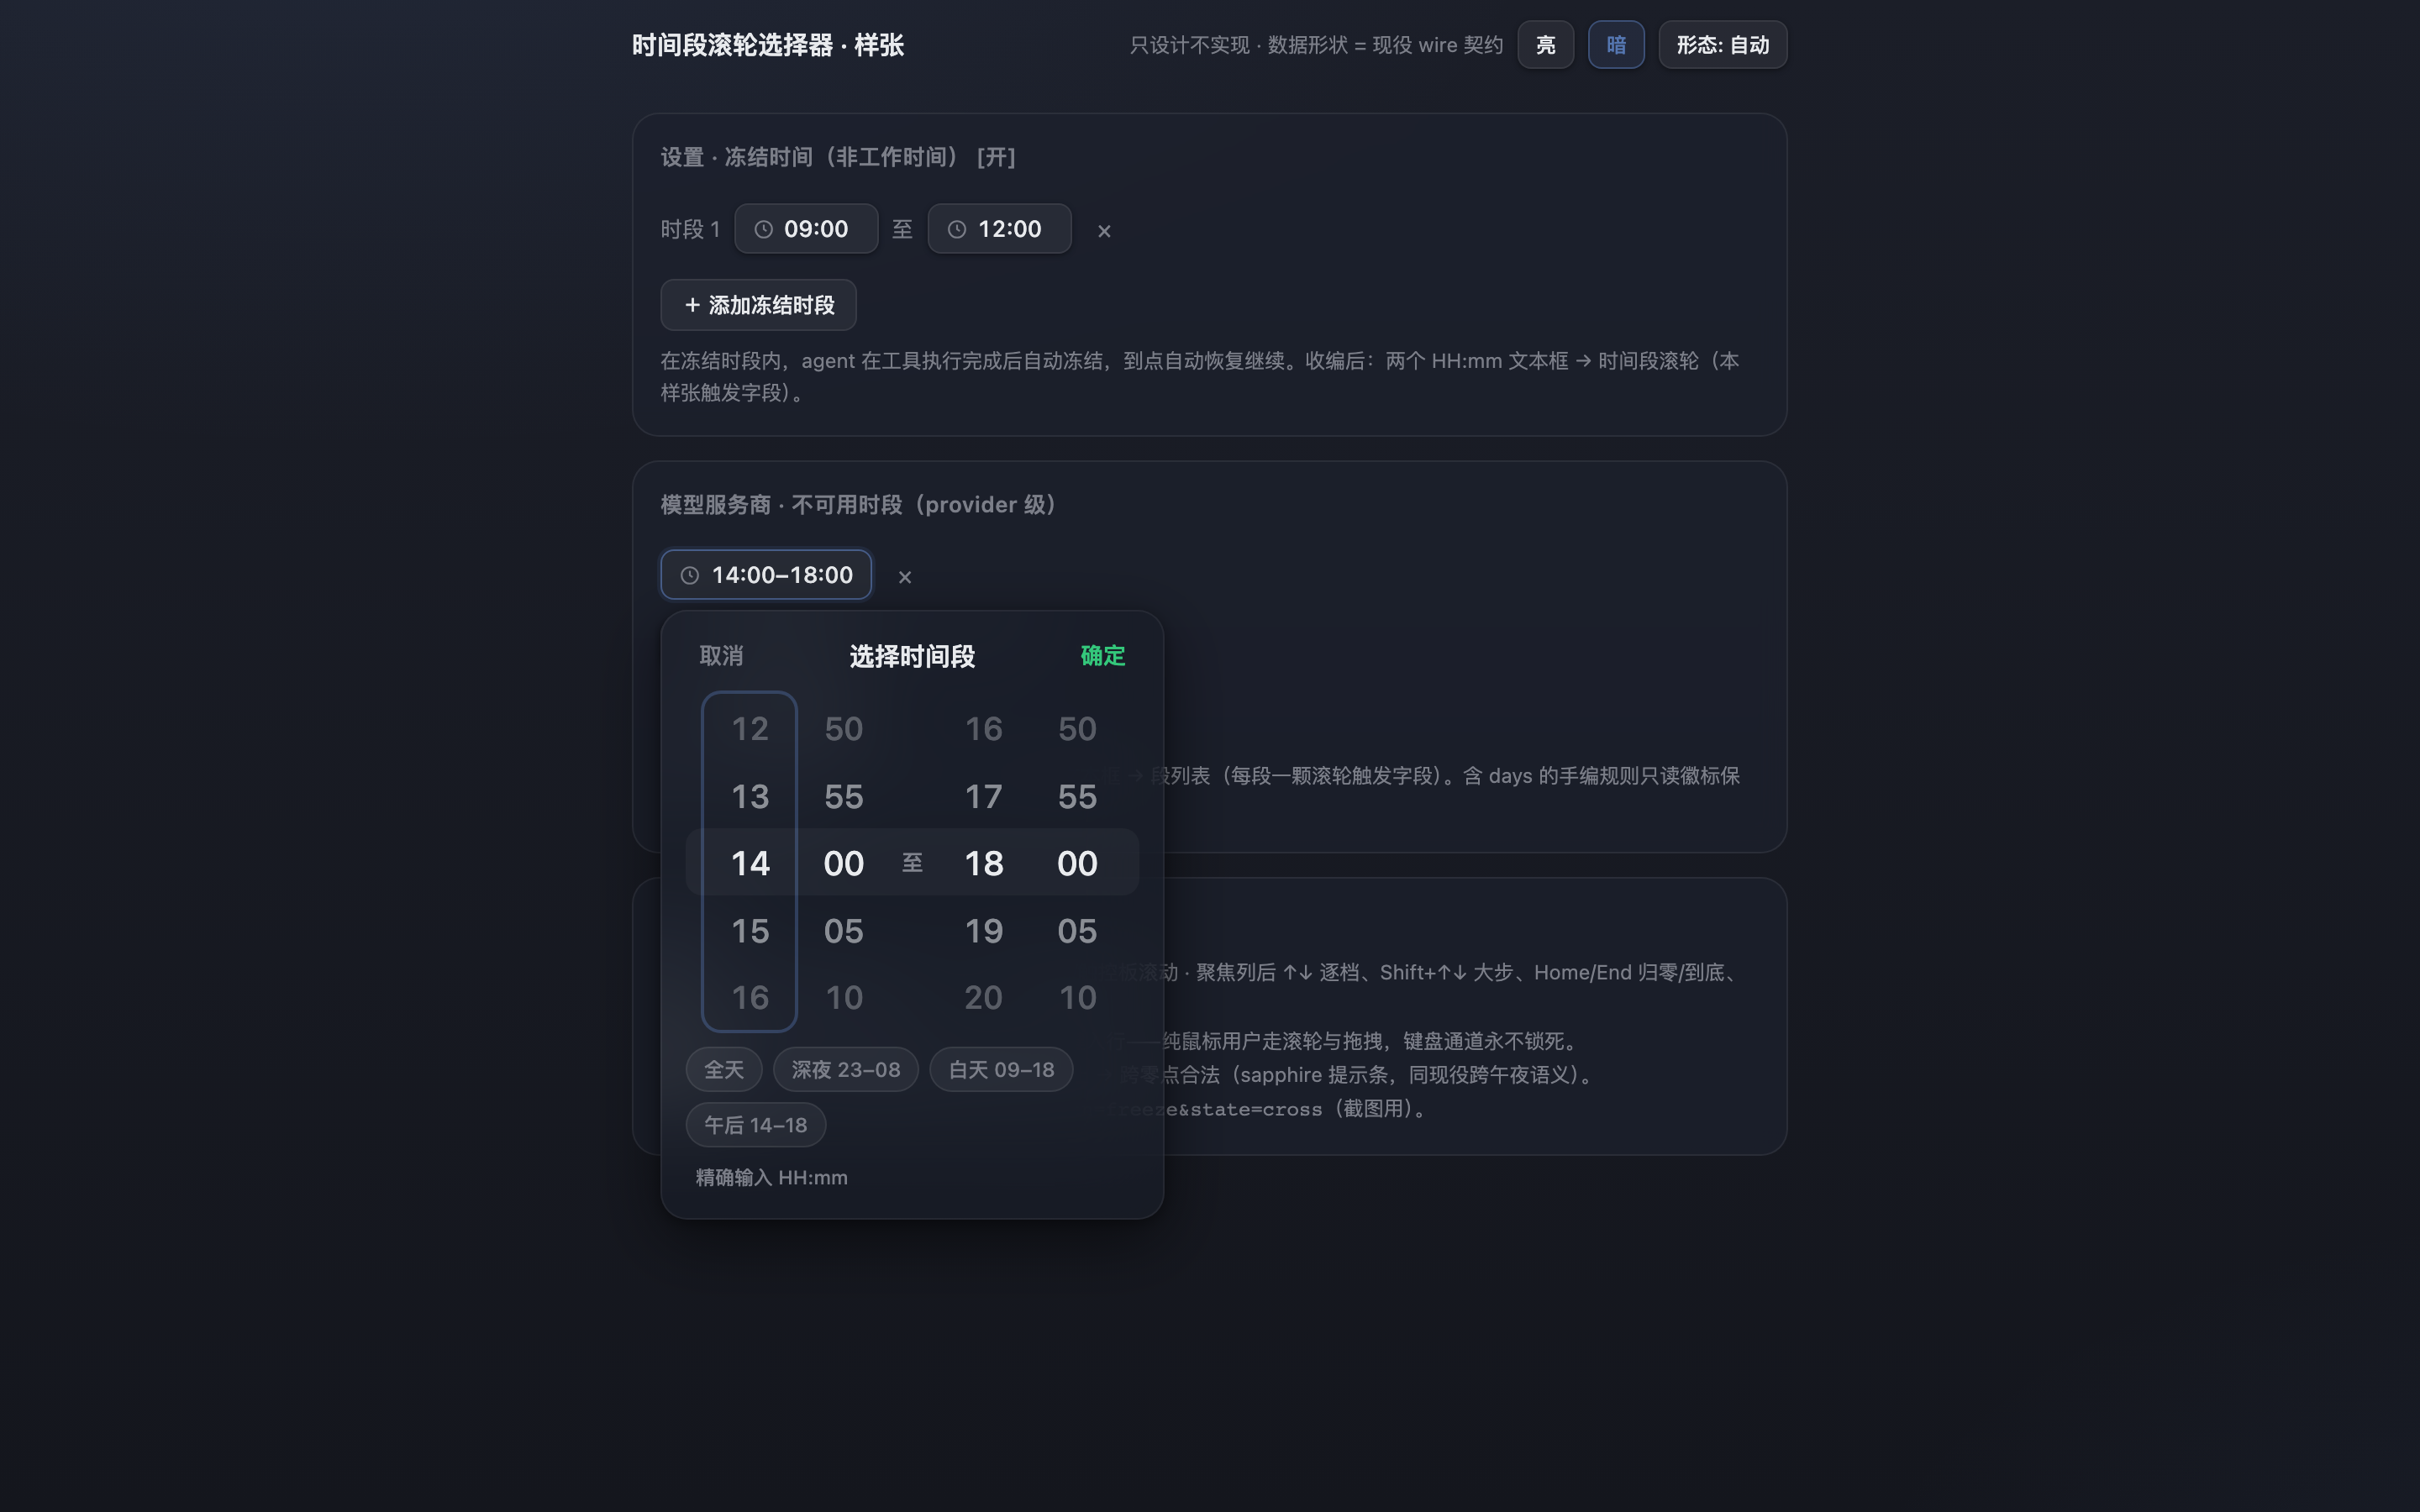 时间段滚轮选择器 · 样张
只设计不实现 · 数据形状 = 现役 wire 契约
亮
暗
形态: 自动
设置 · 冻结时间（非工作时间） [开]
时段 1 09:00 至 12:00 ×
+ 添加冻结时段
在冻结时段内，agent 在工具执行完成后自动冻结，到点自动恢复继续。收编后：两个 HH:mm 文本框 → 时间段滚轮（本
样张触发字段）。
模型服务商 · 不可用时段（provider 级）
14:00–18:00 ×
取消 选择时间段 确定
12 50 16 50
13 55 17 55
14 00 至 18 00
15 05 19 05
16 10 20 10
全天 深夜 23–08 白天 09–18
午后 14–18
精确输入 HH:mm
→ 段列表（每段一颗滚轮触发字段）。含 days 的手编规则只读徽标保
滚动 · 聚焦列后 ↑↓ 逐档、Shift+↑↓ 大步、Home/End 归零/到底、
——纯鼠标用户走滚轮与拖拽，键盘通道永不锁死。
跨零点合法（sapphire 提示条，同现役跨午夜语义）。
reeze&state=cross（截图用）。